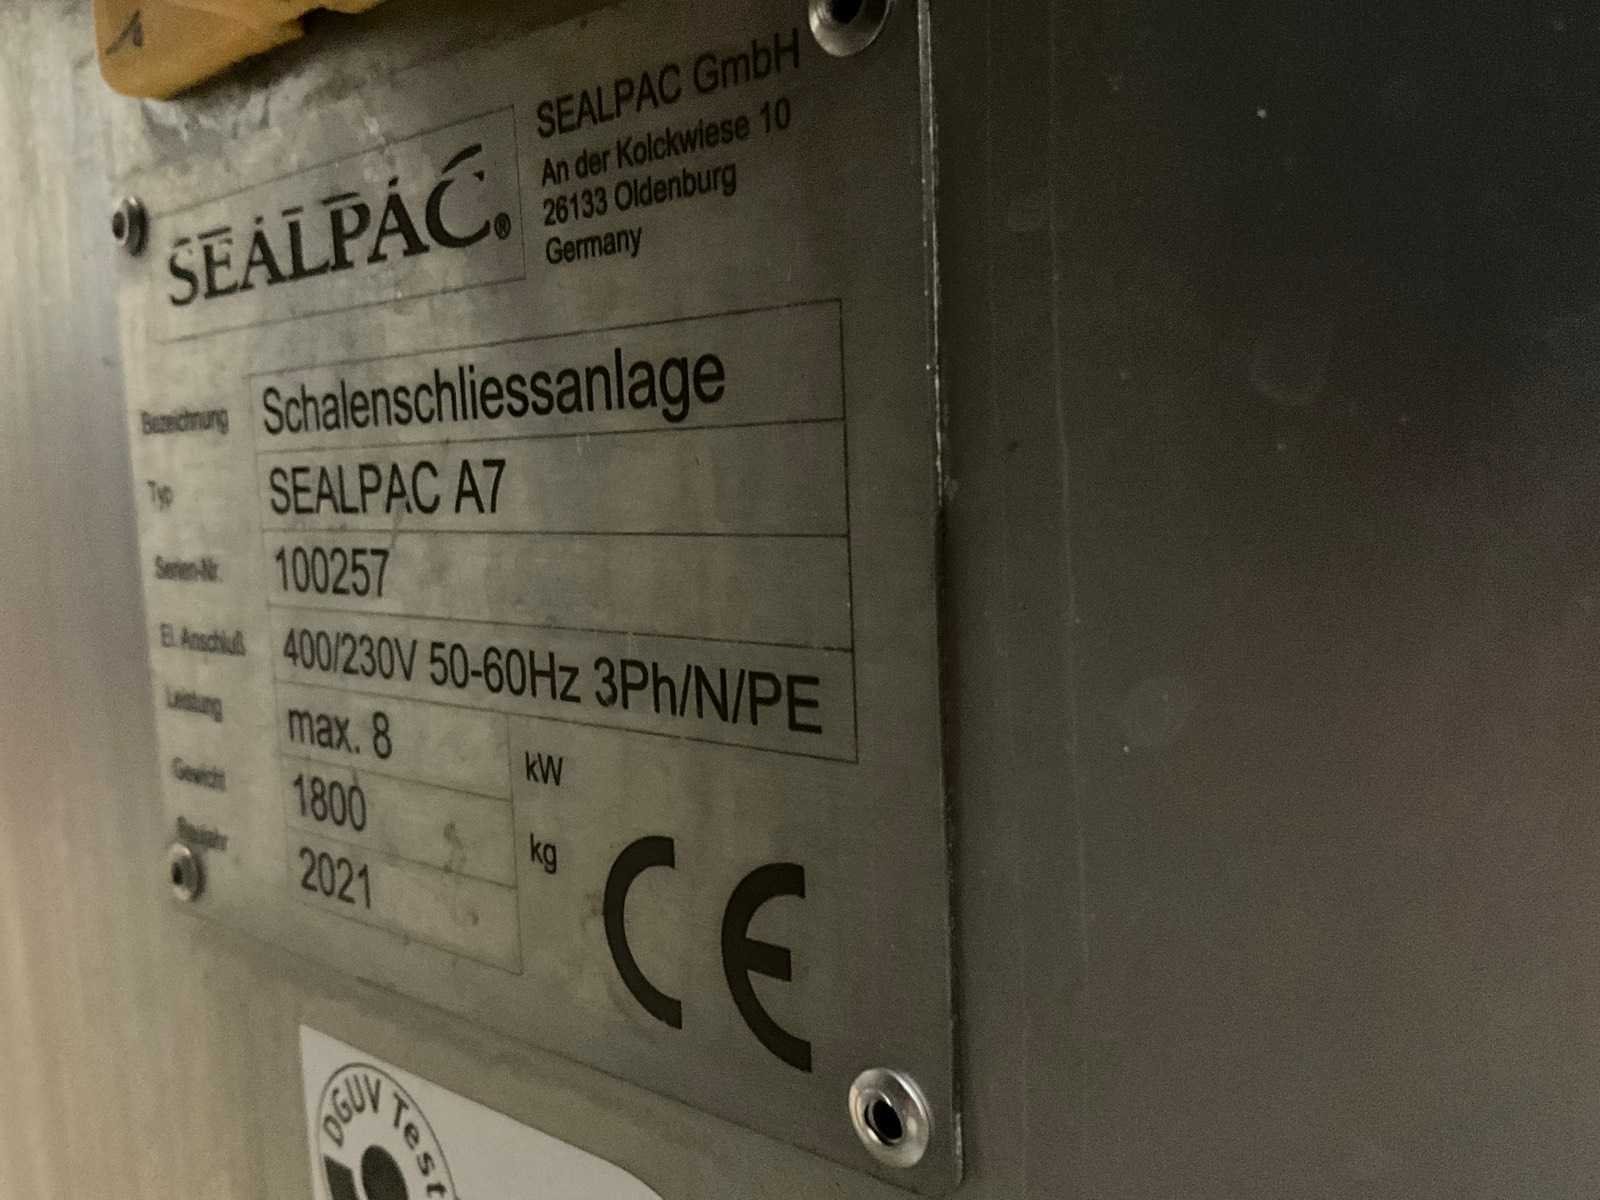 SEALPAC®
SEALPAC GmbH
An der Kolckwiese 10
26133 Oldenburg
Germany
Bezeichnung Schalenschliessanlage
Typ SEALPAC A7
Serien-Nr. 100257
El. Anschluß 400/230V 50-60Hz 3Ph/N/PE
Leistung max. 8 kW
Gewicht 1800 kg
Baujahr 2021
CE
DGUV Test